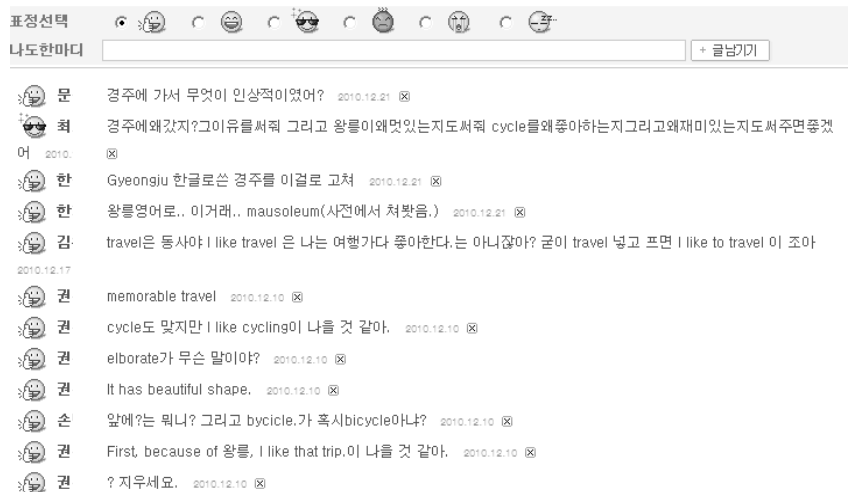 표정선택
나도한마디 + 글남기기
문 경주에 가서 무엇이 인상적이였어? 2010.12.21
최 경주에왜갔지?그이유를써줘 그리고 왕릉이왜멋있는지도써줘 cycle를왜좋아하는지그리고왜재미있는지도써주면좋겠
어 2010.
한 Gyeongju 한글로쓴 경주를 이걸로 고쳐 2010.12.21
한 왕릉영어로.. 이거래.. mausoleum(사전에서 쳐봣음.) 2010.12.21
김 travel은 동사야 I like travel 은 나는 여행가다 좋아한다.는 아니잖아? 굳이 travel 넣고 프면 I like to travel 이 조아
2010.12.17
권 memorable travel 2010.12.10
권 cycle도 맞지만 I like cycling이 나을 것 같아. 2010.12.10
권 elborate가 무슨 말이야? 2010.12.10
권 It has beautiful shape. 2010.12.10
손 앞에?는 뭐니? 그리고 bycicle.가 혹시bicycle아냐? 2010.12.10
권 First, because of 왕릉, I like that trip.이 나을 것 같아. 2010.12.10
권 ? 지우세요. 2010.12.10